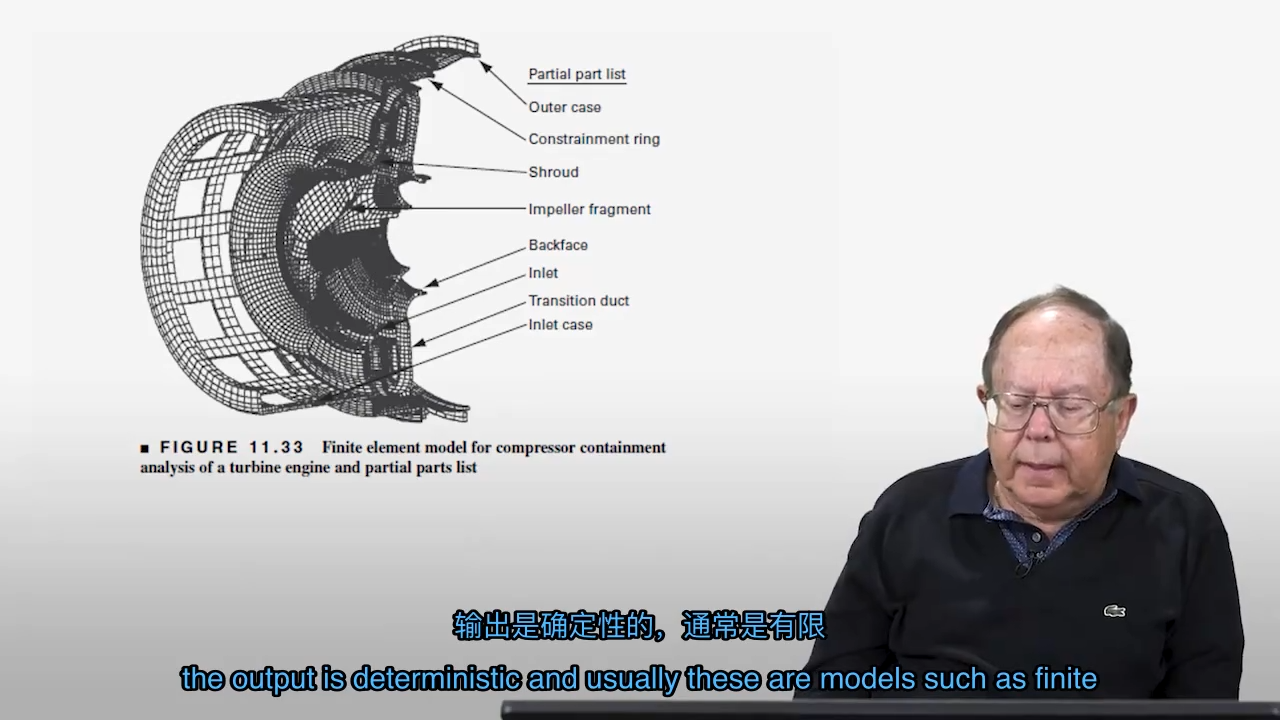 Partial part list
Outer case
Constrainment ring
Shroud
Impeller fragment
Backface
Inlet
Transition duct
Inlet case
■ FIGURE 11.33 Finite element model for compressor containment
analysis of a turbine engine and partial parts list
输出是确定性的，通常是有限
the output is deterministic and usually these are models such as finite